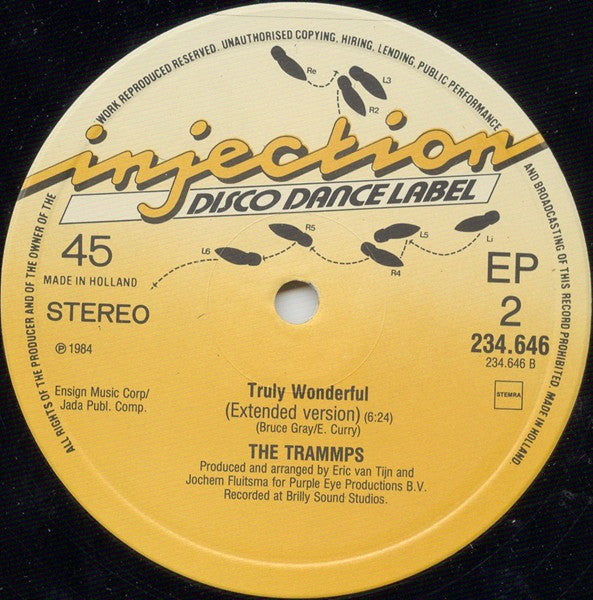 ALL RIGHTS OF THE PRODUCER AND OF THE OWNER OF THE WORK REPRODUCED RESERVED. UNAUTHORISED COPYING, HIRING, LENDING, PUBLIC PERFORMANCE AND BROADCASTING OF THIS RECORD PROHIBITED. MADE IN HOLLAND.
Re
L3
R2
injection
DISCO DANCE LABEL
L6
R5
R4
L5
Li
45
MADE IN HOLLAND
STEREO
℗ 1984
Ensign Music Corp/
Jada Publ. Comp.
EP
2
234.646
234.646 B
STEMRA
Truly Wonderful
(Extended version) (6:24)
(Bruce Gray/E. Curry)
THE TRAMMPS
Produced and arranged by Eric van Tijn and
Jochem Fluitsma for Purple Eye Productions B.V.
Recorded at Brilly Sound Studios.